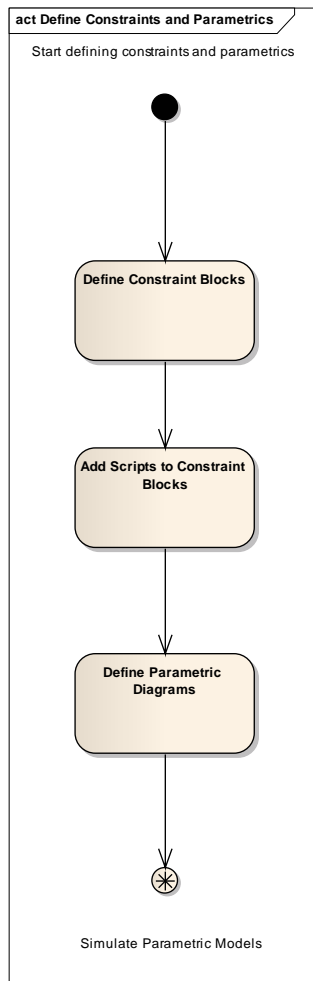 act Define Constraints and Parametrics
Start defining constraints and parametrics
Define Constraint Blocks
Add Scripts to Constraint
Blocks
Define Parametric
Diagrams
Simulate Parametric Models